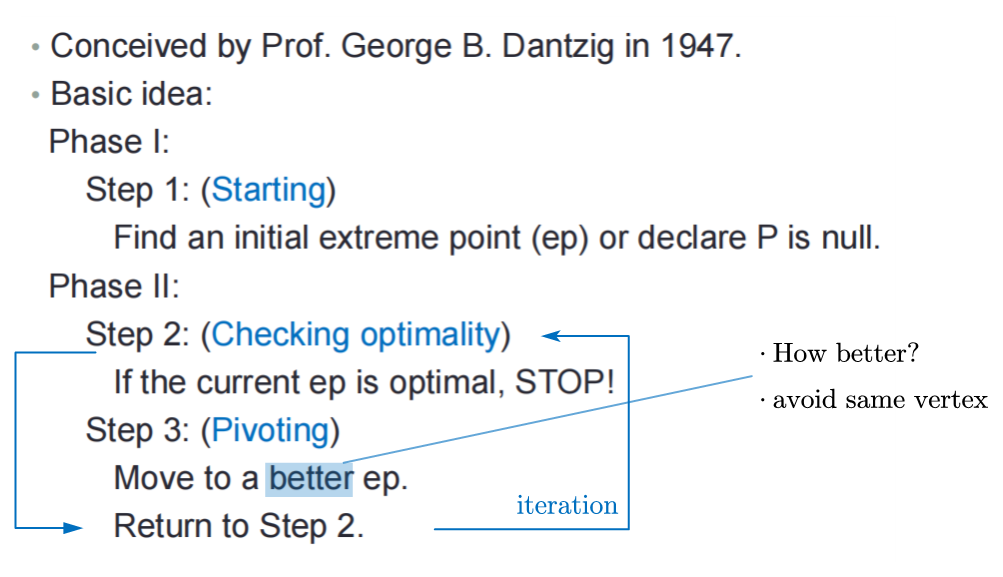 • Conceived by Prof. George B. Dantzig in 1947.
• Basic idea:
Phase I:
Step 1: (Starting)
Find an initial extreme point (ep) or declare P is null.
Phase II:
Step 2: (Checking optimality)
If the current ep is optimal, STOP!
Step 3: (Pivoting)
Move to a better ep.
Return to Step 2.
iteration
· How better?
· avoid same vertex